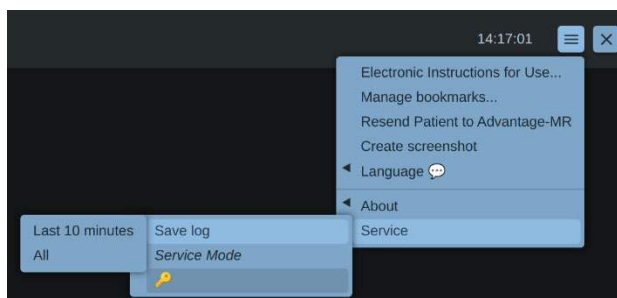 14:17:01
Electronic Instructions for Use...
Manage bookmarks...
Resend Patient to Advantage-MR
Create screenshot
Language
About
Service
Save log
Service Mode
Last 10 minutes
All